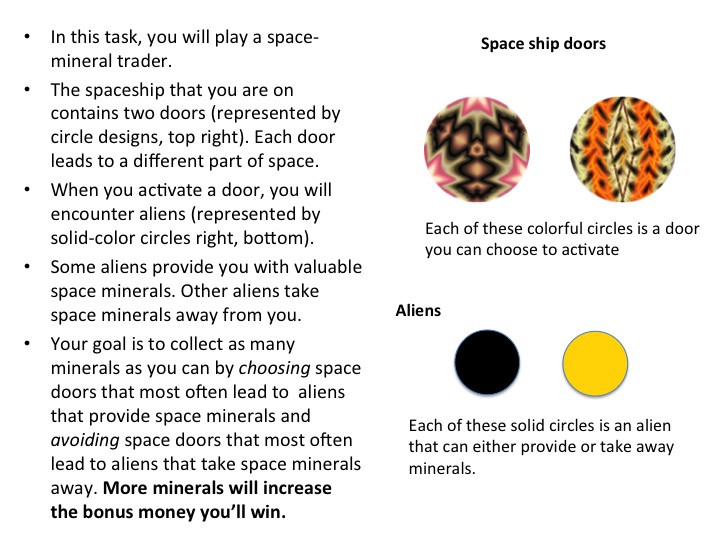 • In this task, you will play a space-
mineral trader.
• The spaceship that you are on
contains two doors (represented by
circle designs, top right). Each door
leads to a different part of space.
• When you activate a door, you will
encounter aliens (represented by
solid-color circles right, bottom).
• Some aliens provide you with valuable
space minerals. Other aliens take
space minerals away from you.
• Your goal is to collect as many
minerals as you can by choosing space
doors that most often lead to aliens
that provide space minerals and
avoiding space doors that most often
lead to aliens that take space minerals
away. More minerals will increase
the bonus money you’ll win.
Space ship doors
Each of these colorful circles is a door
you can choose to activate
Aliens
Each of these solid circles is an alien
that can either provide or take away
minerals.